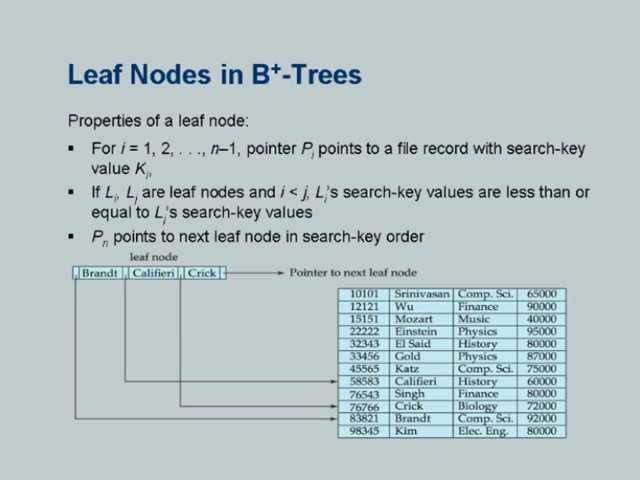 Leaf Nodes in B+-Trees
Properties of a leaf node:
▪ For i = 1, 2, . . ., n–1, pointer Pi points to a file record with search-key
value Ki,
▪ If Li, Lj are leaf nodes and i < j, Li's search-key values are less than or
equal to Lj's search-key values
▪ Pn points to next leaf node in search-key order
leaf node
Brandt Califieri Crick Pointer to next leaf node
10101 Srinivasan Comp. Sci. 65000
12121 Wu Finance 90000
15151 Mozart Music 40000
22222 Einstein Physics 95000
32343 El Said History 80000
33456 Gold Physics 87000
45565 Katz Comp. Sci. 75000
58583 Califieri History 60000
76543 Singh Finance 80000
76766 Crick Biology 72000
83821 Brandt Comp. Sci. 92000
98345 Kim Elec. Eng. 80000